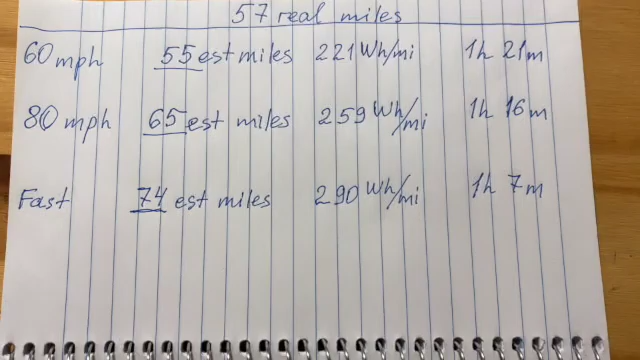 57 real miles
60 mph 55 est miles 221 Wh/mi 1h 21m
80 mph 65 est miles 259 Wh/mi 1h 16m
Fast 74 est miles 290 Wh/mi 1h 7m